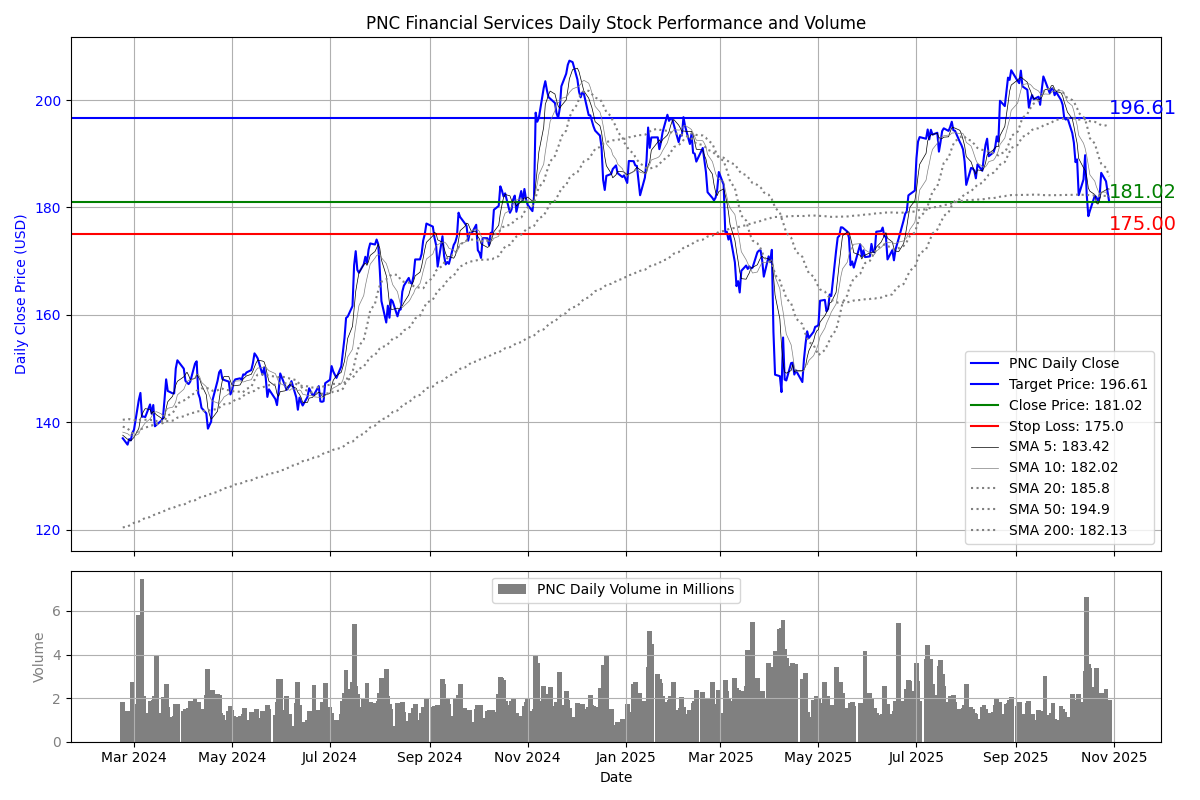 PNC Financial Services Daily Stock Performance and Volume
Daily Close Price (USD)
200
180
160
140
120
196.61
181.02
175.00
PNC Daily Close
Target Price: 196.61
Close Price: 181.02
Stop Loss: 175.0
SMA 5: 183.42
SMA 10: 182.02
SMA 20: 185.8
SMA 50: 194.9
SMA 200: 182.13
PNC Daily Volume in Millions
Volume
6
4
2
0
Mar 2024 May 2024 Jul 2024 Sep 2024 Nov 2024 Jan 2025 Mar 2025 May 2025 Jul 2025 Sep 2025 Nov 2025
Date